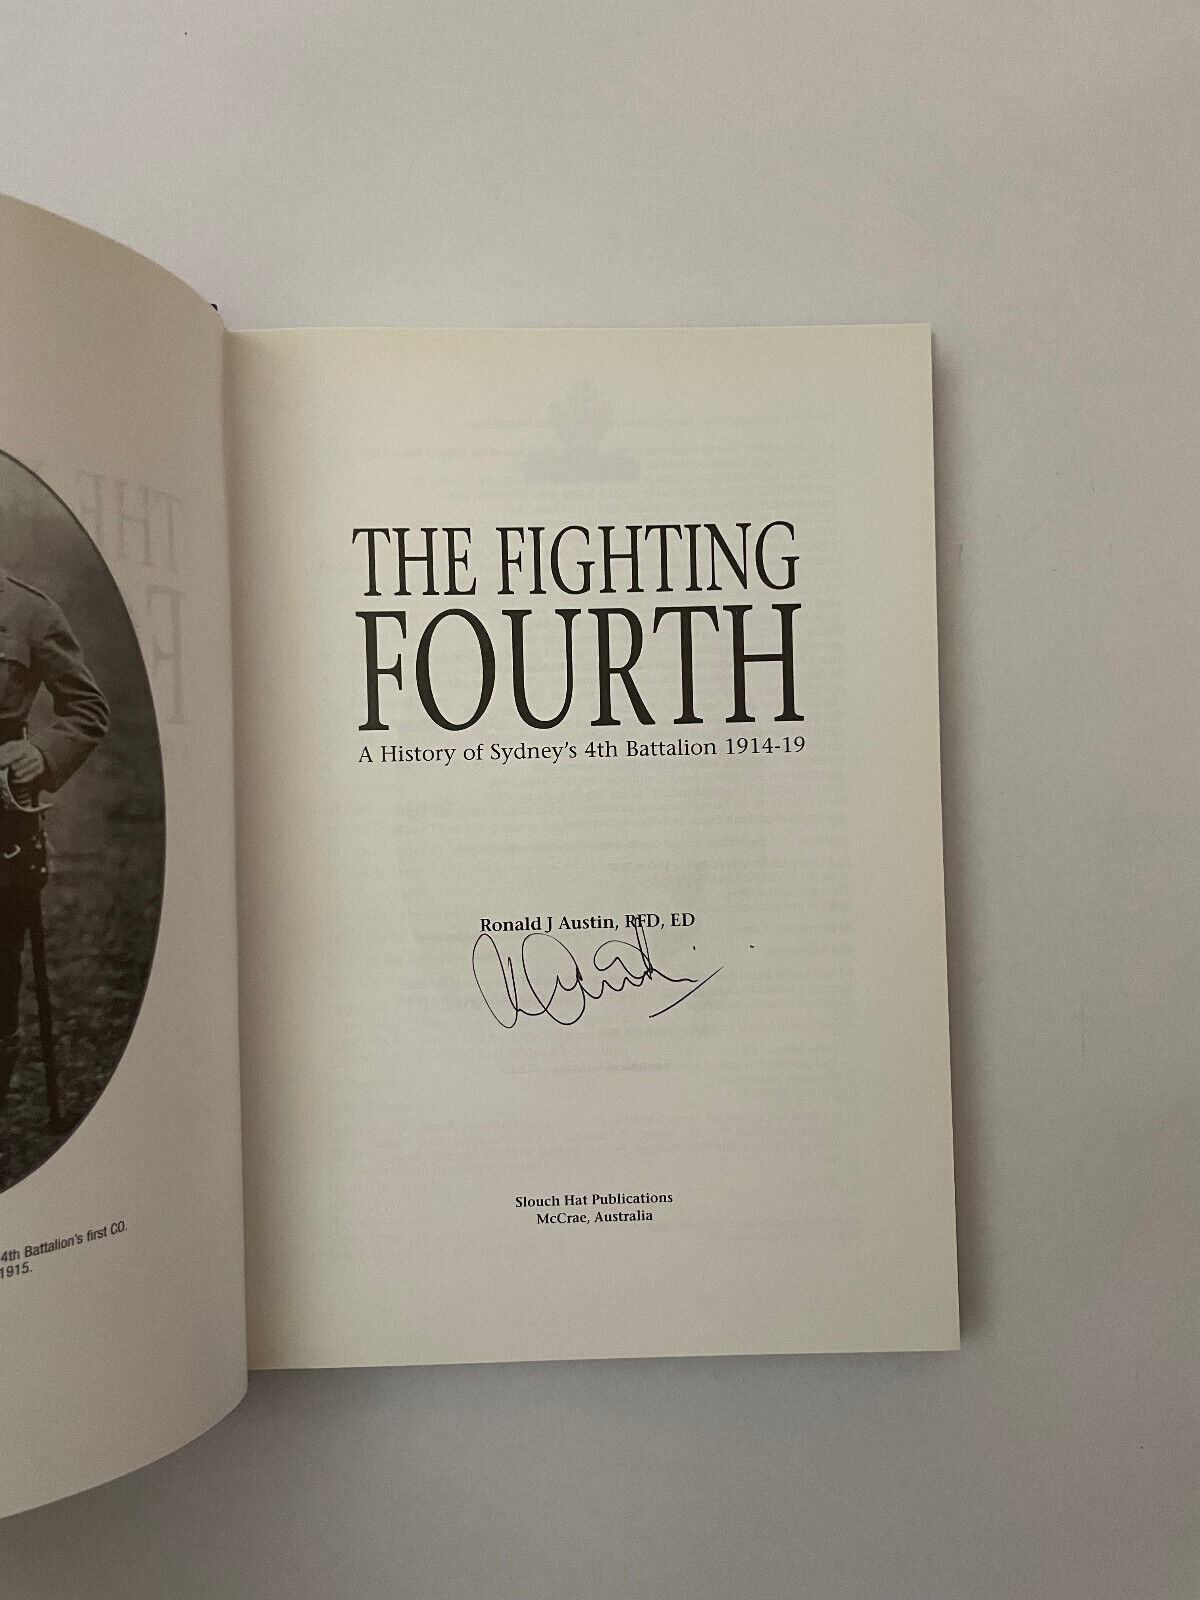 4th Battalion's first CO.
1915.
THE FIGHTING
FOURTH
A History of Sydney's 4th Battalion 1914-19
Ronald J Austin, RFD, ED
Slouch Hat Publications
McCrae, Australia